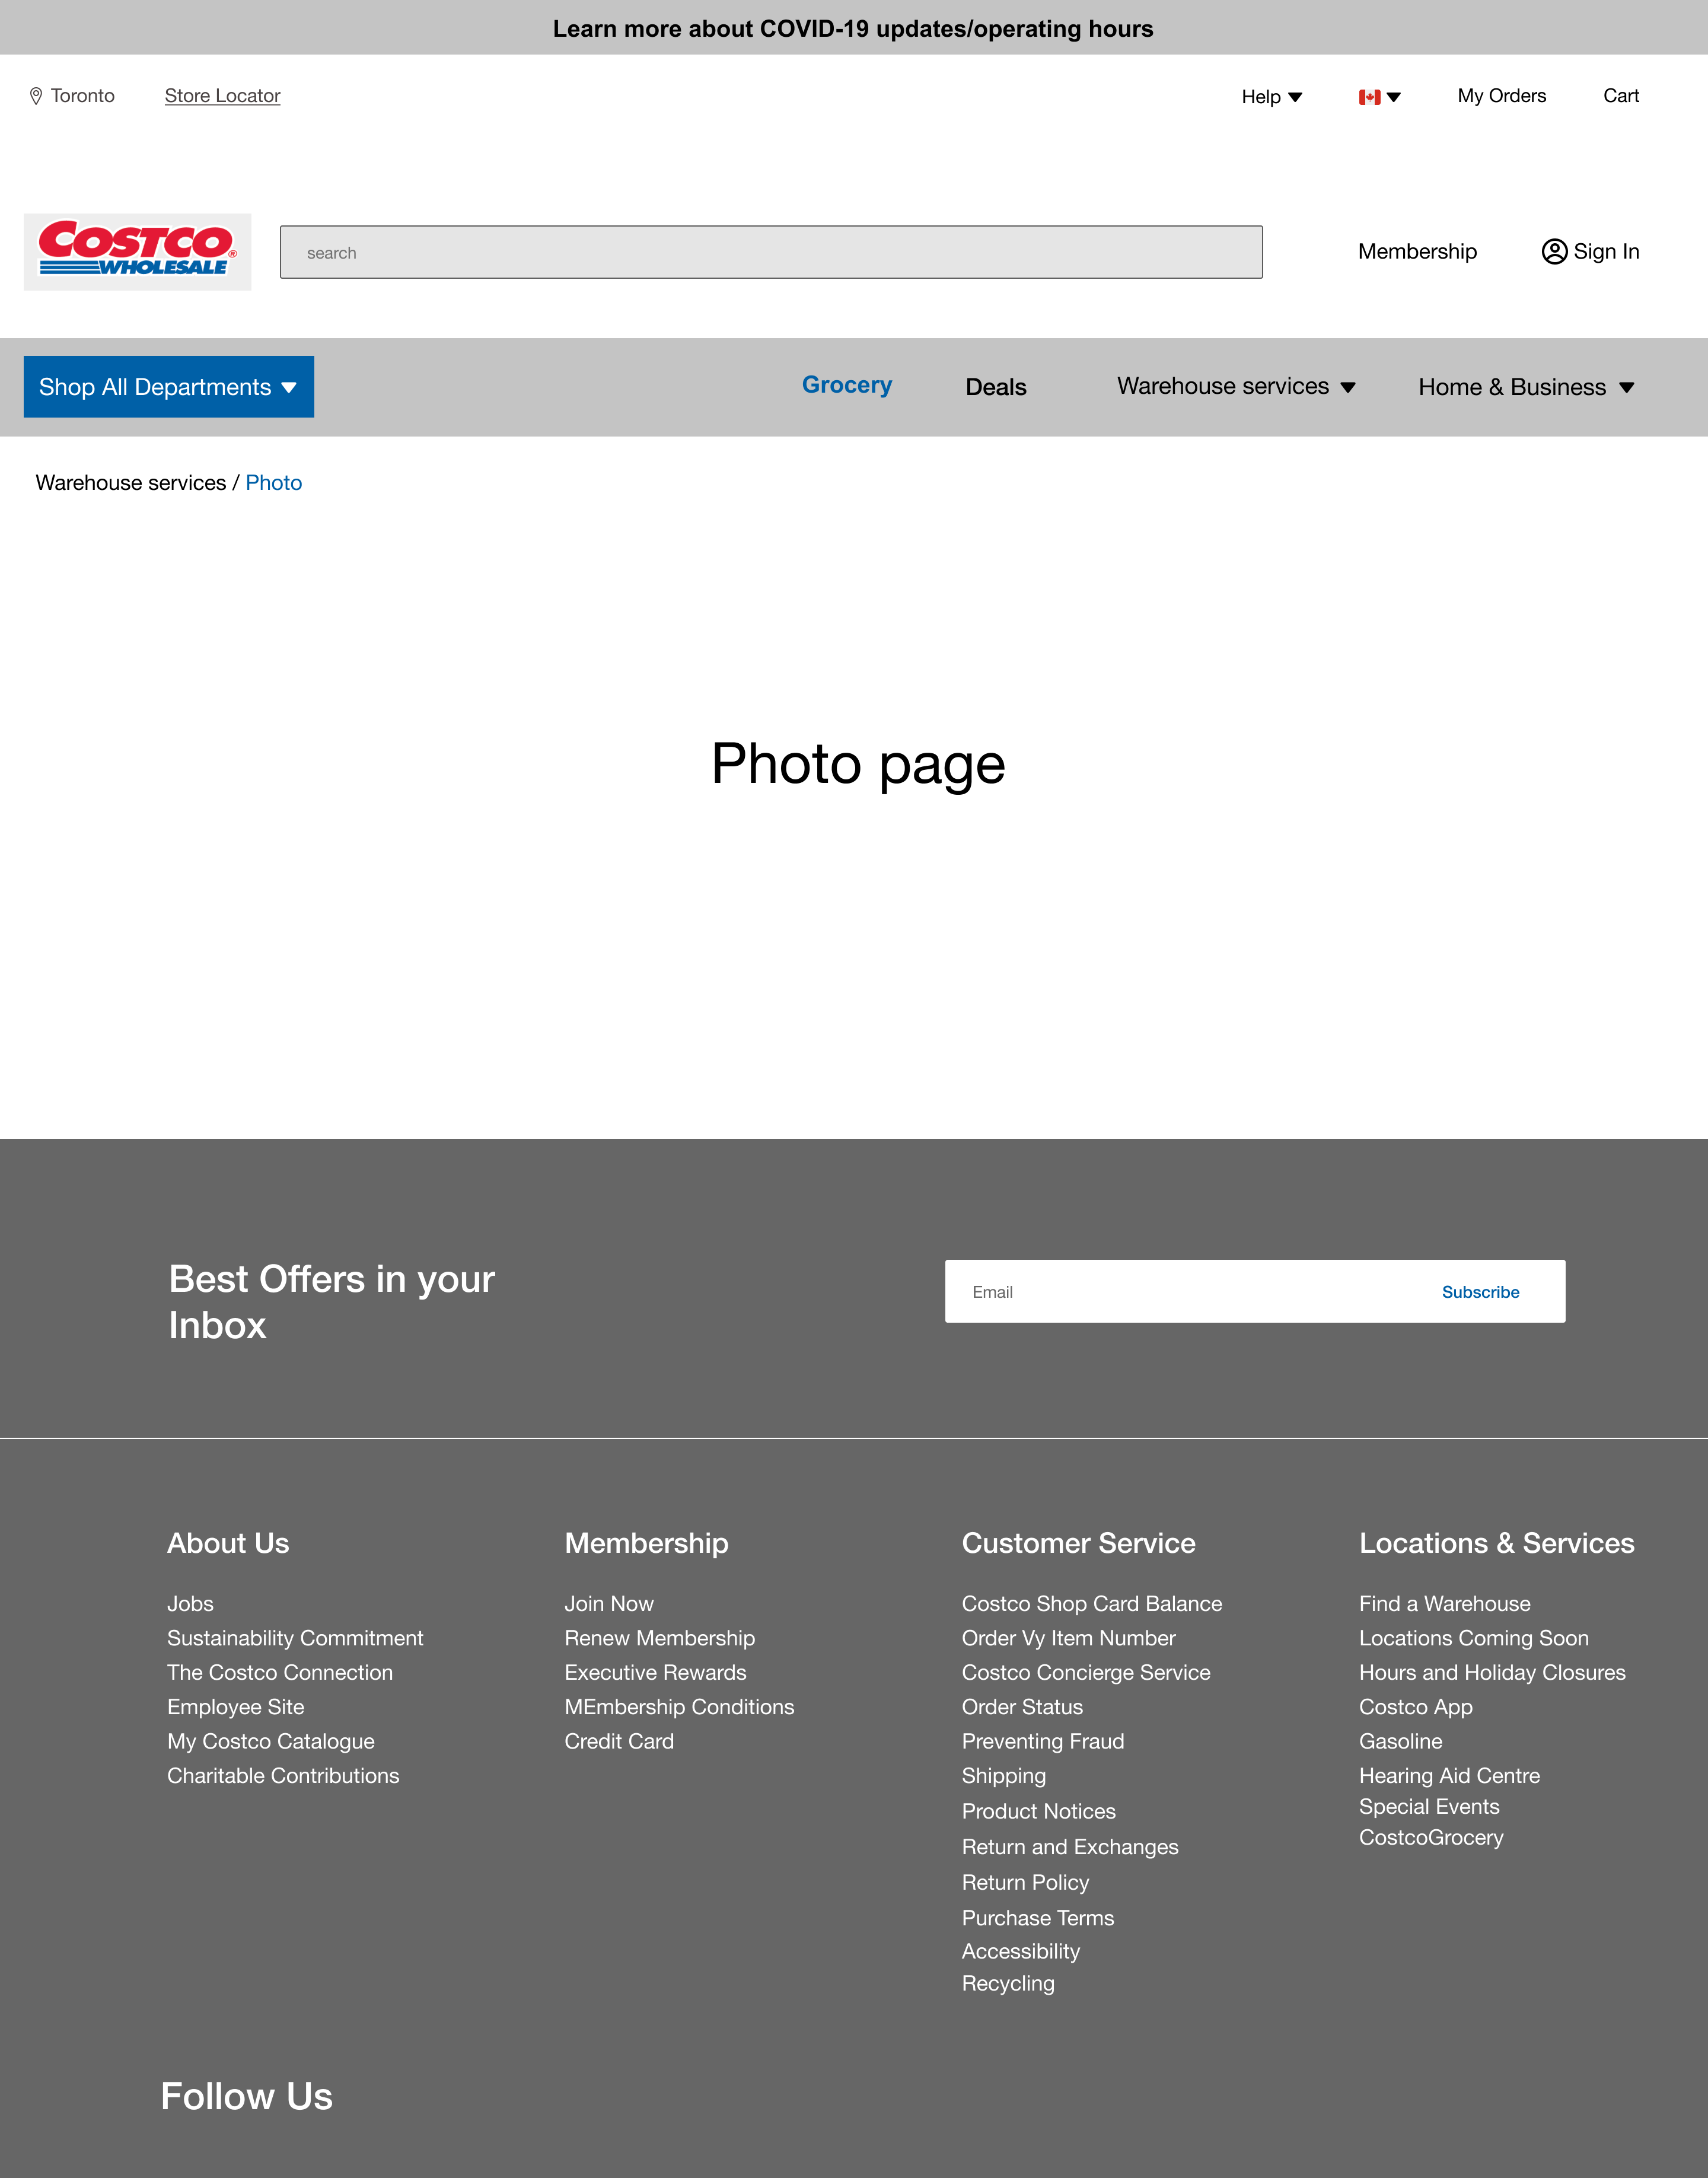 Learn more about COVID-19 updates/operating hours
Toronto Store Locator Help My Orders Cart
COSTCO®
WHOLESALE
search
Membership Sign In
Shop All Departments Grocery Deals Warehouse services Home & Business
Warehouse services / Photo
Photo page
Best Offers in your
Inbox
Email Subscribe
About Us
Jobs
Sustainability Commitment
The Costco Connection
Employee Site
My Costco Catalogue
Charitable Contributions
Membership
Join Now
Renew Membership
Executive Rewards
MEmbership Conditions
Credit Card
Customer Service
Costco Shop Card Balance
Order Vy Item Number
Costco Concierge Service
Order Status
Preventing Fraud
Shipping
Product Notices
Return and Exchanges
Return Policy
Purchase Terms
Accessibility
Recycling
Locations & Services
Find a Warehouse
Locations Coming Soon
Hours and Holiday Closures
Costco App
Gasoline
Hearing Aid Centre
Special Events
CostcoGrocery
Follow Us